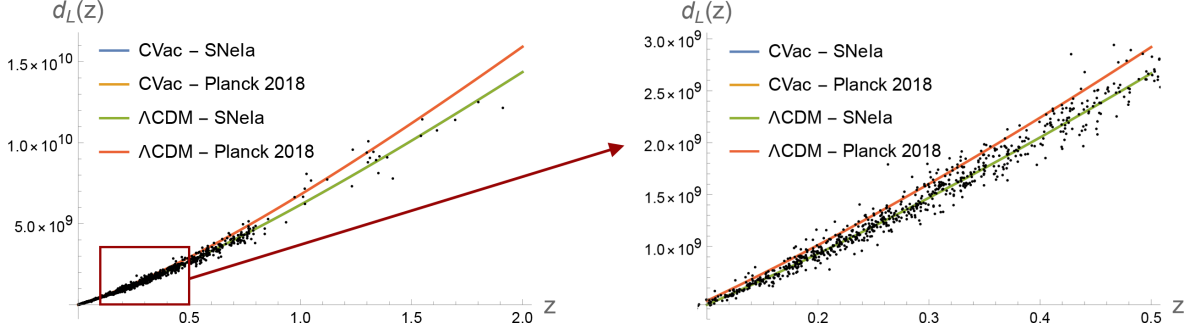 d_L(z)
CVac − SNeIa
CVac − Planck 2018
ΛCDM − SNeIa
ΛCDM − Planck 2018
1.5×10^10
1.0×10^10
5.0×10^9
0.5 1.0 1.5 2.0 z
d_L(z)
CVac − SNeIa
CVac − Planck 2018
ΛCDM − SNeIa
ΛCDM − Planck 2018
3.0×10^9
2.5×10^9
2.0×10^9
1.5×10^9
1.0×10^9
0.2 0.3 0.4 0.5 z